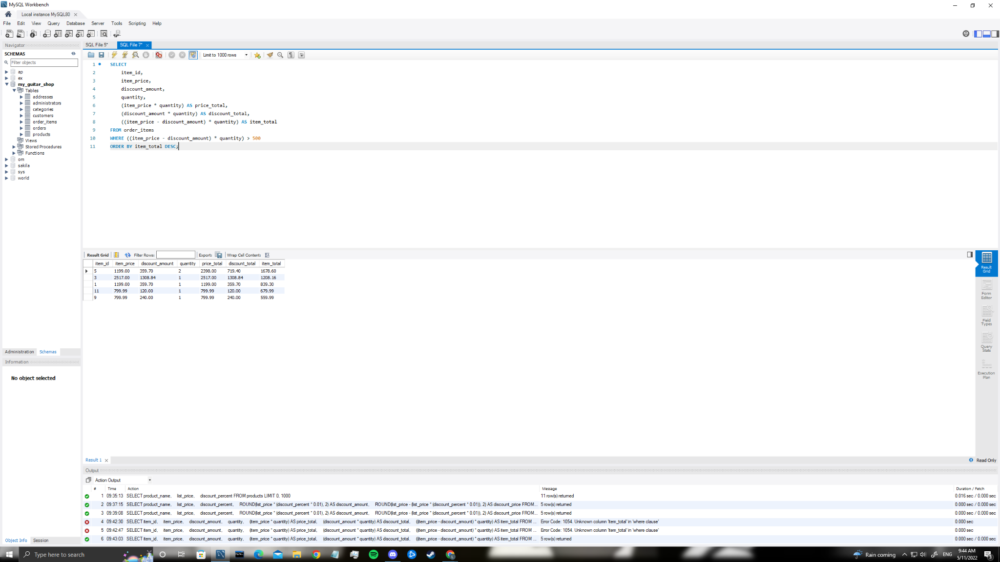 MySQL Workbench
Local instance MySQL80
File Edit View Query Database Server Tools Scripting Help
Navigator
SQL File 5* SQL File 7*
SCHEMAS
Filter objects
Limit to 1000 rows
ap
ex
my_guitar_shop
Tables
addresses
administrators
categories
customers
order_items
orders
products
Views
Stored Procedures
Functions
om
sakila
sys
world
1 SELECT
2 item_id,
3 item_price,
4 discount_amount,
5 quantity,
6 (item_price * quantity) AS price_total,
7 (discount_amount * quantity) AS discount_total,
8 ((item_price - discount_amount) * quantity) AS item_total
9 FROM order_items
10 WHERE ((item_price - discount_amount) * quantity) > 500
11 ORDER BY item_total DESC;
Result Grid Filter Rows: Export: Wrap Cell Content:
item_id item_price discount_amount quantity price_total discount_total item_total
5 1199.00 359.70 2 2398.00 719.40 1678.60
3 2517.00 1308.84 1 2517.00 1308.84 1208.16
1 1199.00 359.70 1 1199.00 359.70 839.30
11 799.99 120.00 1 799.99 120.00 679.99
9 799.99 240.00 1 799.99 240.00 559.99
Result
Grid
Form
Editor
Field
Types
Query
Stats
Execution
Plan
Administration Schemas
Information
No object selected
Result 1
Read Only
Output
Action Output
# Time Action Message Duration / Fetch
1 09:35:13 SELECT product_name, list_price, discount_percent FROM products LIMIT 0, 1000 11 row(s) returned 0.016 sec / 0.000 sec
2 09:37:15 SELECT product_name, list_price, discount_percent, ROUND(list_price * (discount_percent * 0.01), 2) AS discount_amount, ROUND(list_price - (list_price * (discount_percent * 0.01)), 2) AS discount_price FROM... 5 row(s) returned 0.000 sec / 0.000 sec
3 09:39:08 SELECT product_name, list_price, discount_percent, ROUND(list_price * (discount_percent * 0.01), 2) AS discount_amount, ROUND(list_price - (list_price * (discount_percent * 0.01)), 2) AS discount_price FROM... 5 row(s) returned 0.000 sec / 0.000 sec
4 09:42:30 SELECT item_id, item_price, discount_amount, quantity, (item_price * quantity) AS price_total, (discount_amount * quantity) AS discount_total, ((item_price - discount_amount) * quantity) AS item_total FROM ... Error Code: 1054. Unknown column 'item_total' in 'where clause' 0.000 sec
5 09:42:47 SELECT item_id, item_price, discount_amount, quantity, (item_price * quantity) AS price_total, (discount_amount * quantity) AS discount_total, ((item_price - discount_amount) * quantity) AS item_total FROM ... Error Code: 1054. Unknown column 'item_total' in 'where clause' 0.000 sec
6 09:43:03 SELECT item_id, item_price, discount_amount, quantity, (item_price * quantity) AS price_total, (discount_amount * quantity) AS discount_total, ((item_price - discount_amount) * quantity) AS item_total FROM ... 5 row(s) returned 0.000 sec / 0.000 sec
Object Info Session
Type here to search
Rain coming
ENG
9:44 AM
5/11/2022
3